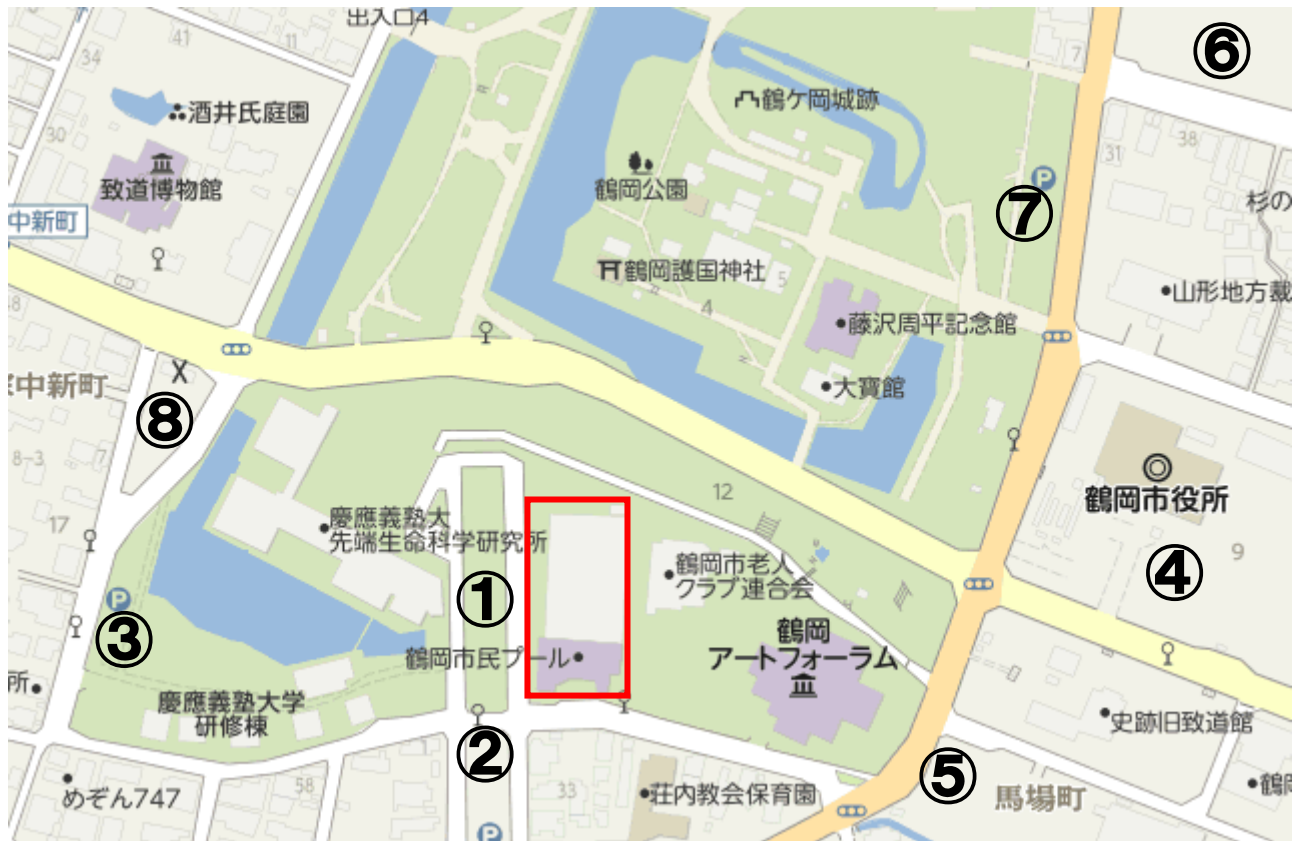 出入口4
41
11
34
7
⑥
酒井氏庭園
鶴ケ岡城跡
30
38
31
致道博物館
鶴岡公園
P
⑦
杉の
中新町
鶴岡護国神社
5
4
山形地方裁
藤沢周平記念館
大寶館
中新町
⑧
8-3
7
12
鶴岡市役所
17
慶應義塾大
先端生命科学研究所
9
④
鶴岡市老人
クラブ連合会
①
P
③
鶴岡
アートフォーラム
鶴岡市民プール
所
慶應義塾大学
研修棟
史跡旧致道館
②
⑤
58
33
めぞん747
荘内教会保育園
馬場町
鶴
P